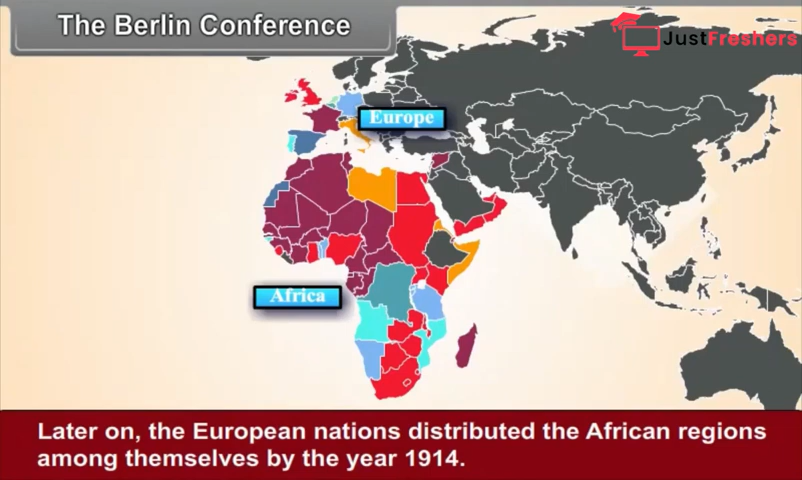 The Berlin Conference
JustFreshers
Europe
Africa
Later on, the European nations distributed the African regions
among themselves by the year 1914.